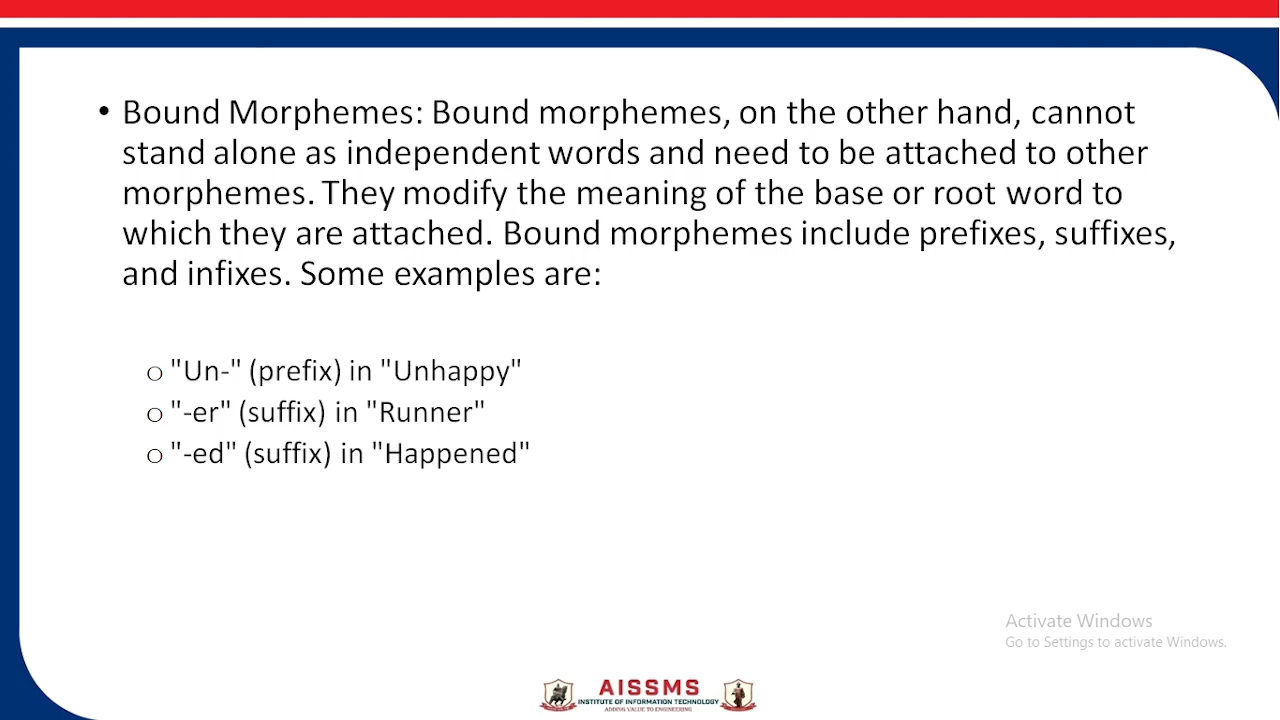 • Bound Morphemes: Bound morphemes, on the other hand, cannot
stand alone as independent words and need to be attached to other
morphemes. They modify the meaning of the base or root word to
which they are attached. Bound morphemes include prefixes, suffixes,
and infixes. Some examples are:
o "Un-" (prefix) in "Unhappy"
o "-er" (suffix) in "Runner"
o "-ed" (suffix) in "Happened"
Activate Windows
Go to Settings to activate Windows.
AISSMS
INSTITUTE OF INFORMATION TECHNOLOGY
ADDING VALUE TO ENGINEERING